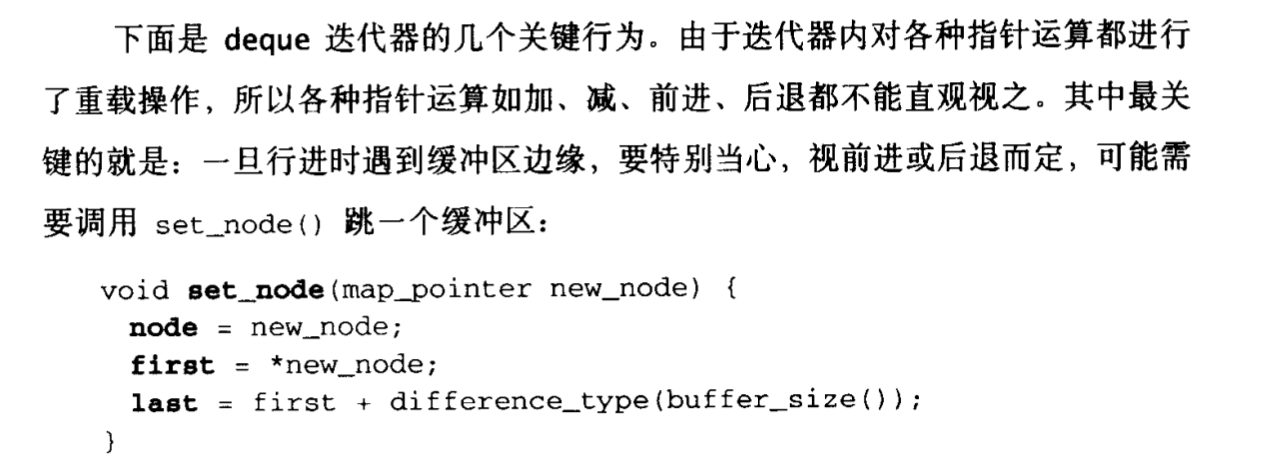 下面是 deque 迭代器的几个关键行为。由于迭代器内对各种指针运算都进行
了重载操作，所以各种指针运算如加、减、前进、后退都不能直观视之。其中最关
键的就是：一旦行进时遇到缓冲区边缘，要特别当心，视前进或后退而定，可能需
要调用 set_node() 跳一个缓冲区：
void set_node(map_pointer new_node) {
node = new_node;
first = *new_node;
last = first + difference_type(buffer_size());
}